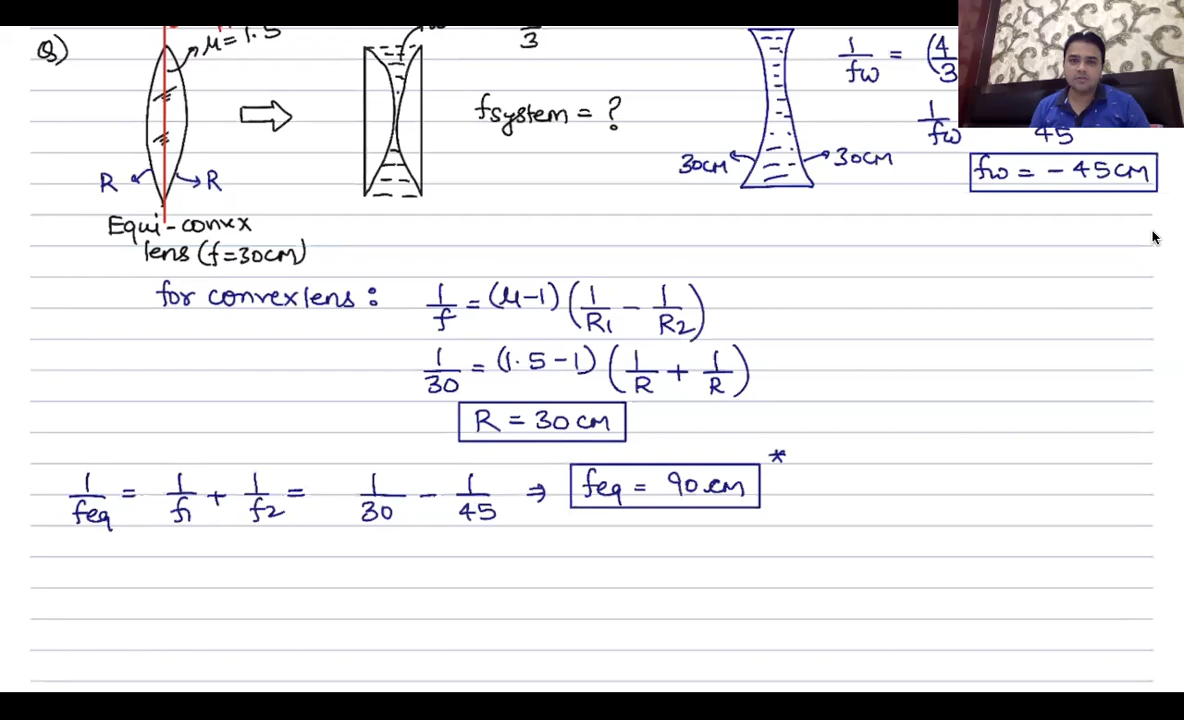 Q)
μ = 1.5
3
fsystem = ?
1/fw = (4/3
1/fw
45
30cm 30cm
fw = - 45cm
R R
Equi-convex
lens (f=30cm)
for convex lens : 1/f = (μ-1) (1/R1 - 1/R2)
1/30 = (1.5-1) (1/R + 1/R)
R = 30cm
1/feq = 1/f1 + 1/f2 = 1/30 - 1/45 ⇒ feq = 90cm *